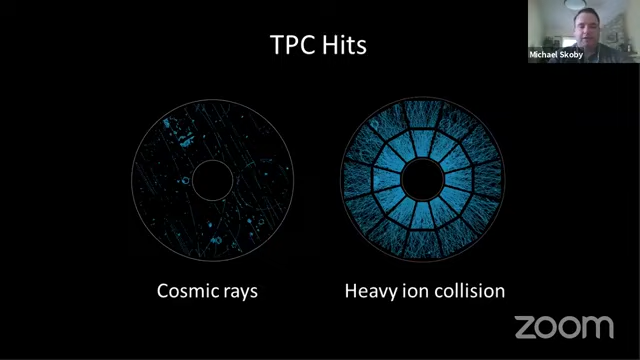 TPC Hits
Michael Skoby
Cosmic rays
Heavy ion collision
zoom